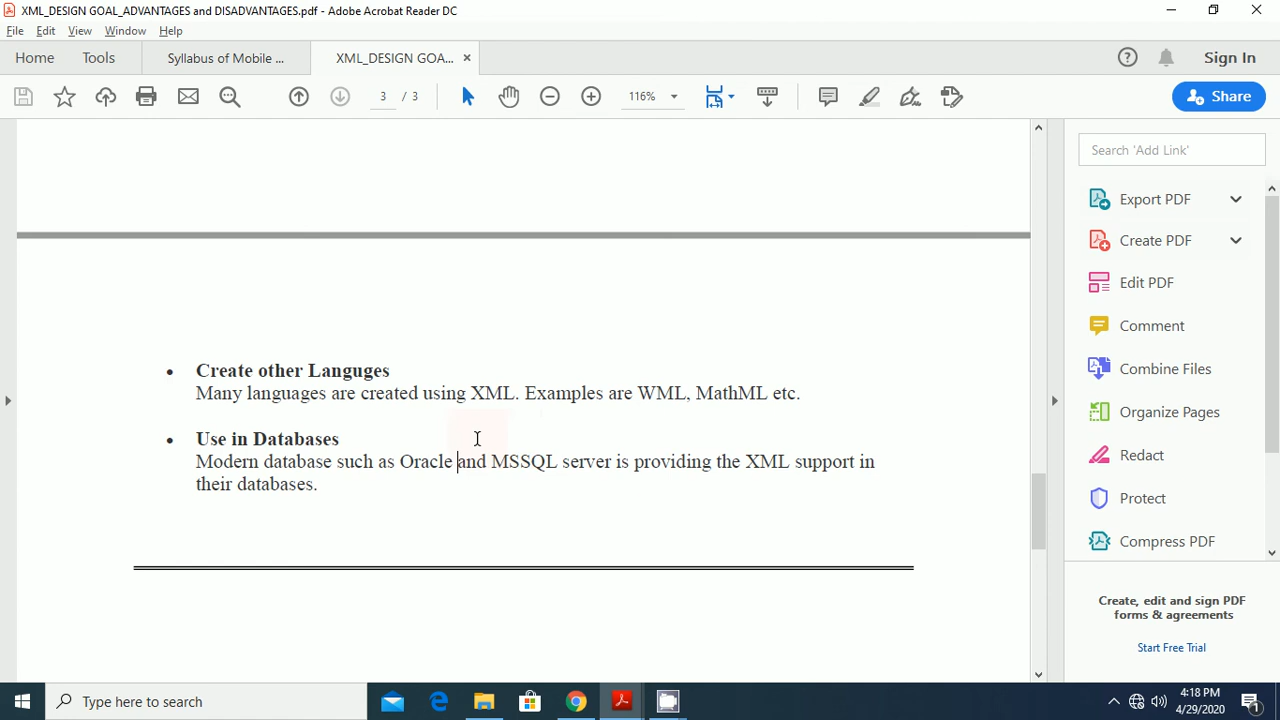 XML_DESIGN GOAL_ADVANTAGES and DISADVANTAGES.pdf - Adobe Acrobat Reader DC
File Edit View Window Help
Home Tools Syllabus of Mobile ... XML_DESIGN GOA... ×
Sign In
3 / 3 116% Share
Search 'Add Link'
Export PDF
Create PDF
Edit PDF
Comment
Combine Files
Organize Pages
Redact
Protect
Compress PDF
Create, edit and sign PDF
forms & agreements
Start Free Trial
• Create other Languges
Many languages are created using XML. Examples are WML, MathML etc.
• Use in Databases
Modern database such as Oracle and MSSQL server is providing the XML support in
their databases.
Type here to search
4:18 PM
4/29/2020
1